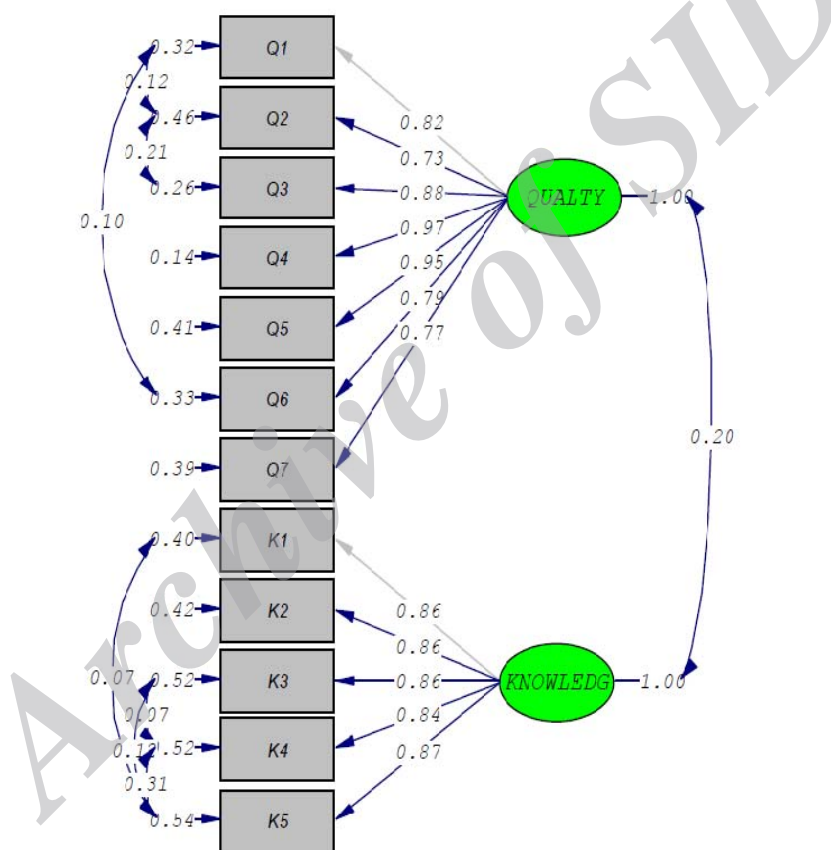 0.32 Q1
0.12
0.82
0.46 Q2
0.73
0.21
0.26 Q3
0.88
QUALTY 1.00
0.10
0.97
0.14 Q4
0.95
0.79
0.41 Q5
0.77
0.33 Q6
0.20
0.39 Q7
0.40 K1
0.42 K2
0.86
0.86
0.07
0.52 K3
0.86
KNOWLEDG 1.00
0.07
0.84
0.12
0.52 K4
0.87
0.31
0.54 K5
Archive of SID